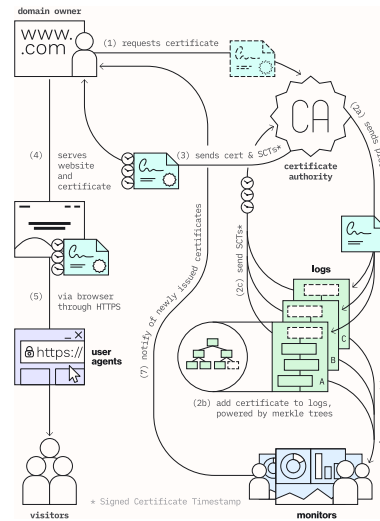 domain owner
www.
.com
(1) requests certificate
CA
certificate
authority
(2a) sends
(3) sends cert & SCTs*
(4) serves
website
and
certificate
(2c) send SCTs*
(7) notify of newly issued certificates
logs
C
B
A
(5) via browser
through HTTPS
https://
user
agents
(2b) add certificate to logs,
powered by merkle trees
visitors
* Signed Certificate Timestamp
monitors